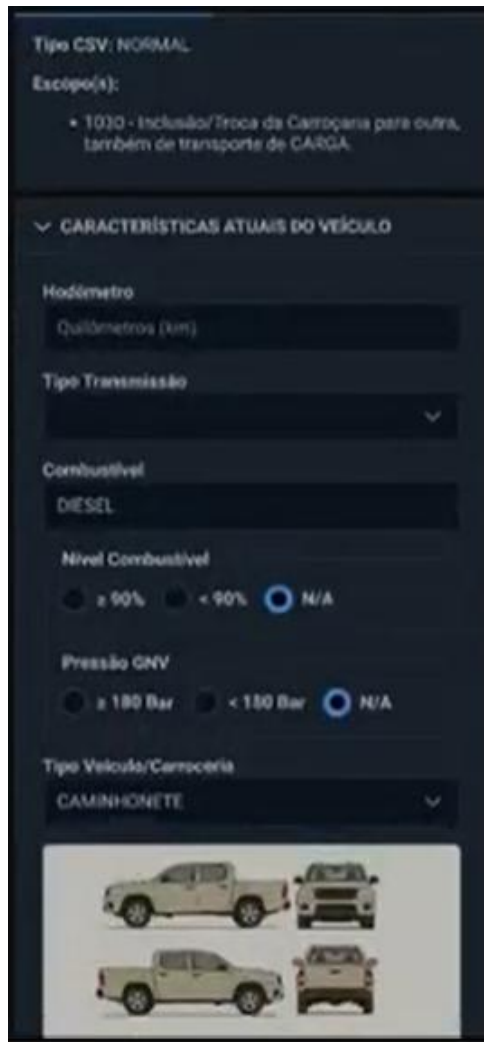 Tipo CSV: NORMAL
Escopo(s):
• 1030 - Inclusão/Troca da Carroçaria para outra,
também de transporte de CARGA.
CARACTERÍSTICAS ATUAIS DO VEÍCULO
Hodômetro
Quilômetros (km)
Tipo Transmissão
Combustível
DIESEL
Nível Combustível
≥ 90% < 90% N/A
Pressão GNV
≥ 180 Bar < 180 Bar N/A
Tipo Veículo/Carroceria
CAMINHONETE